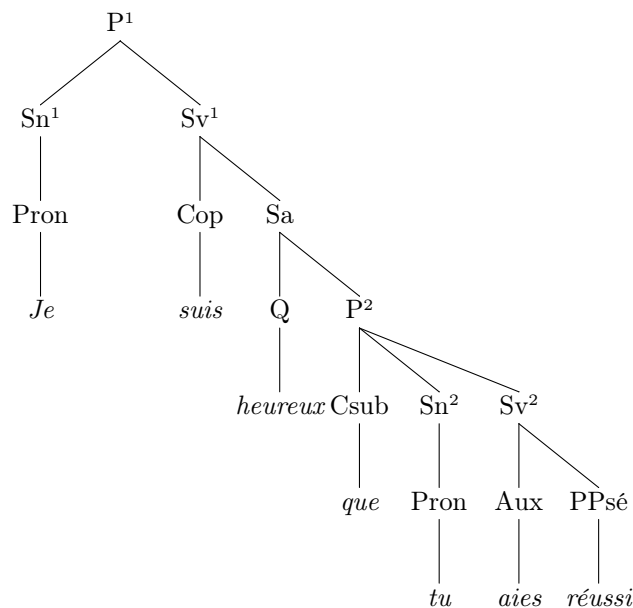 P¹
Sn¹ Sv¹
Pron Cop Sa
Je suis Q P²
heureux Csub Sn² Sv²
que Pron Aux PPsé
tu aies réussi